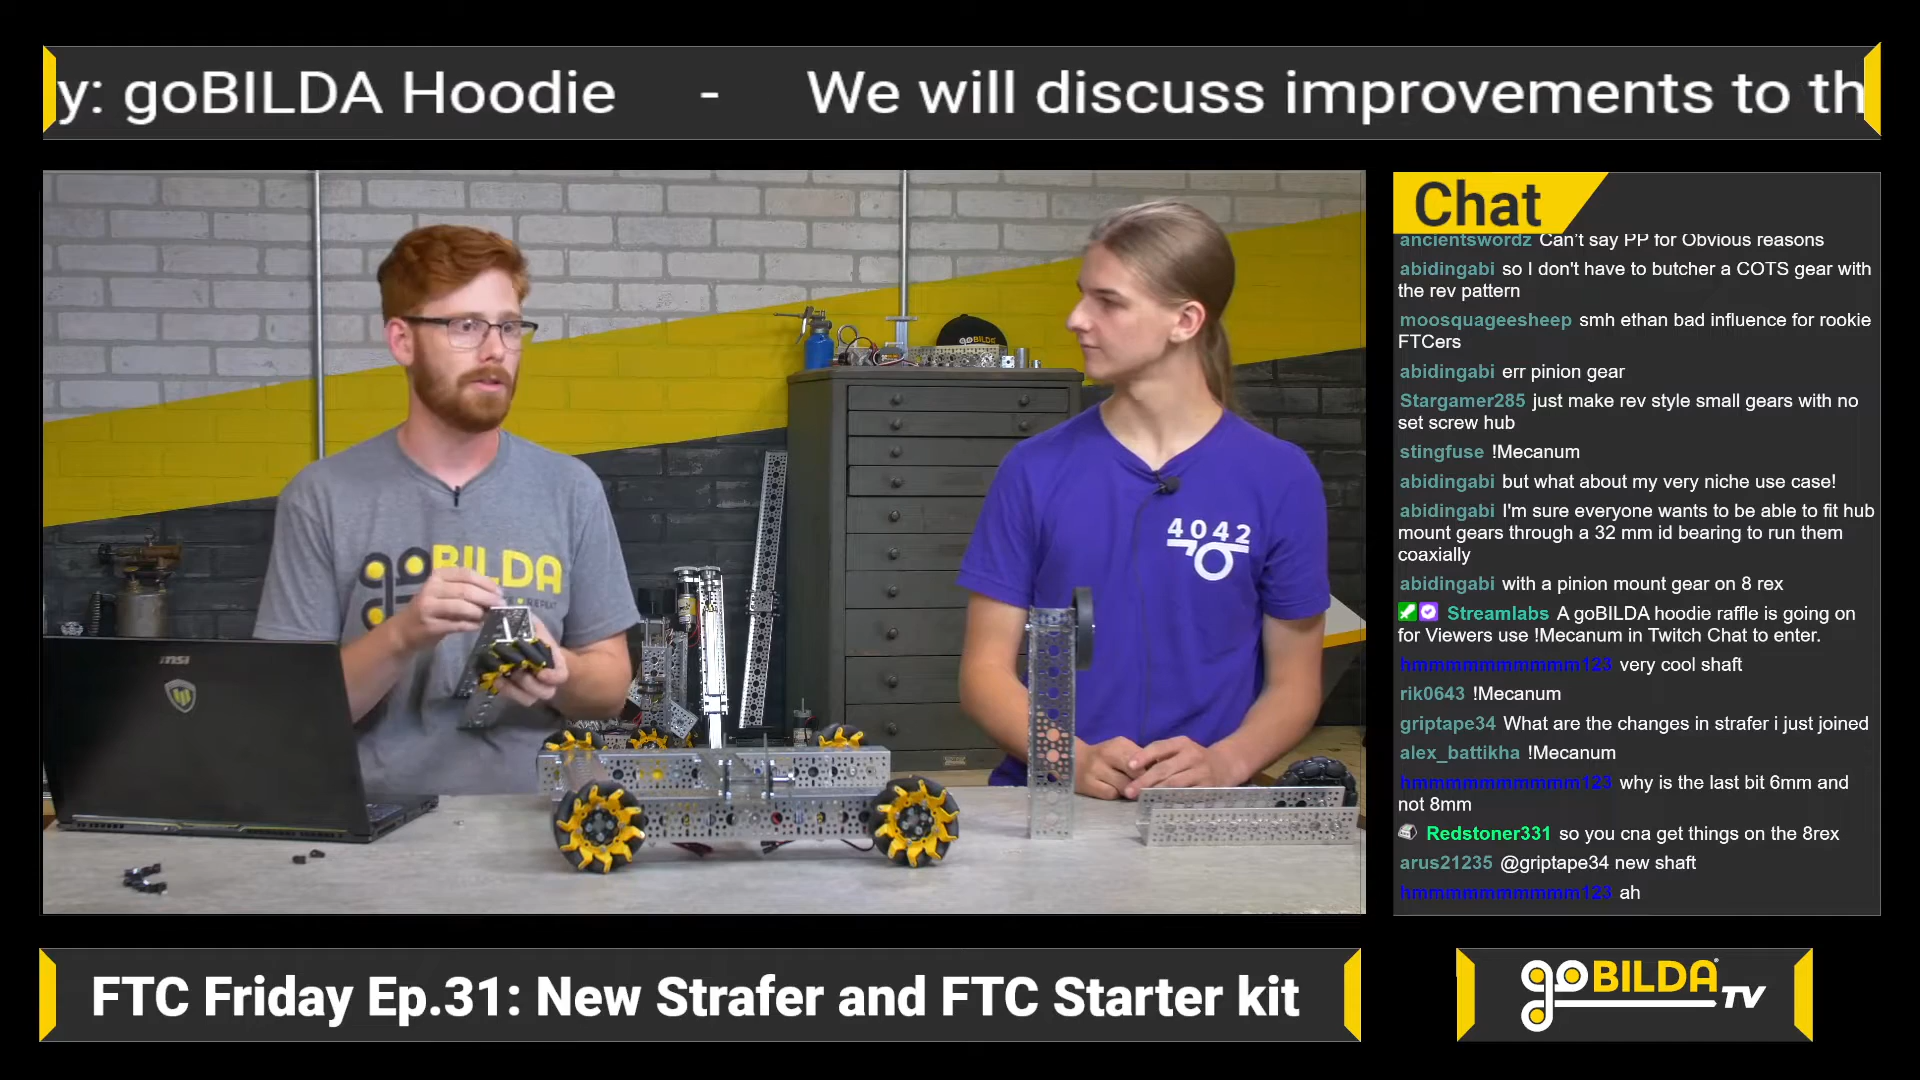 y: goBILDA Hoodie - We will discuss improvements to th
Chat
ancientswordz Can't say PP for Obvious reasons
abidingabi so I don't have to butcher a COTS gear with
the rev pattern
moosquageesheep smh ethan bad influence for rookie
FTCers
abidingabi err pinion gear
Stargamer285 just make rev style small gears with no
set screw hub
stingfuse !Mecanum
abidingabi but what about my very niche use case!
abidingabi I'm sure everyone wants to be able to fit hub
mount gears through a 32 mm id bearing to run them
coaxially
abidingabi with a pinion mount gear on 8 rex
Streamlabs A goBILDA hoodie raffle is going on
for Viewers use !Mecanum in Twitch Chat to enter.
hmmmmmmmmmm123 very cool shaft
rik0643 !Mecanum
griptape34 What are the changes in strafer i just joined
alex_battikha !Mecanum
hmmmmmmmmmm123 why is the last bit 6mm and
not 8mm
Redstoner331 so you cna get things on the 8rex
arus21235 @griptape34 new shaft
hmmmmmmmmmm123 ah
goBILDA
goBILDA
REPEAT
4042
msi
FTC Friday Ep.31: New Strafer and FTC Starter kit
goBILDA TV